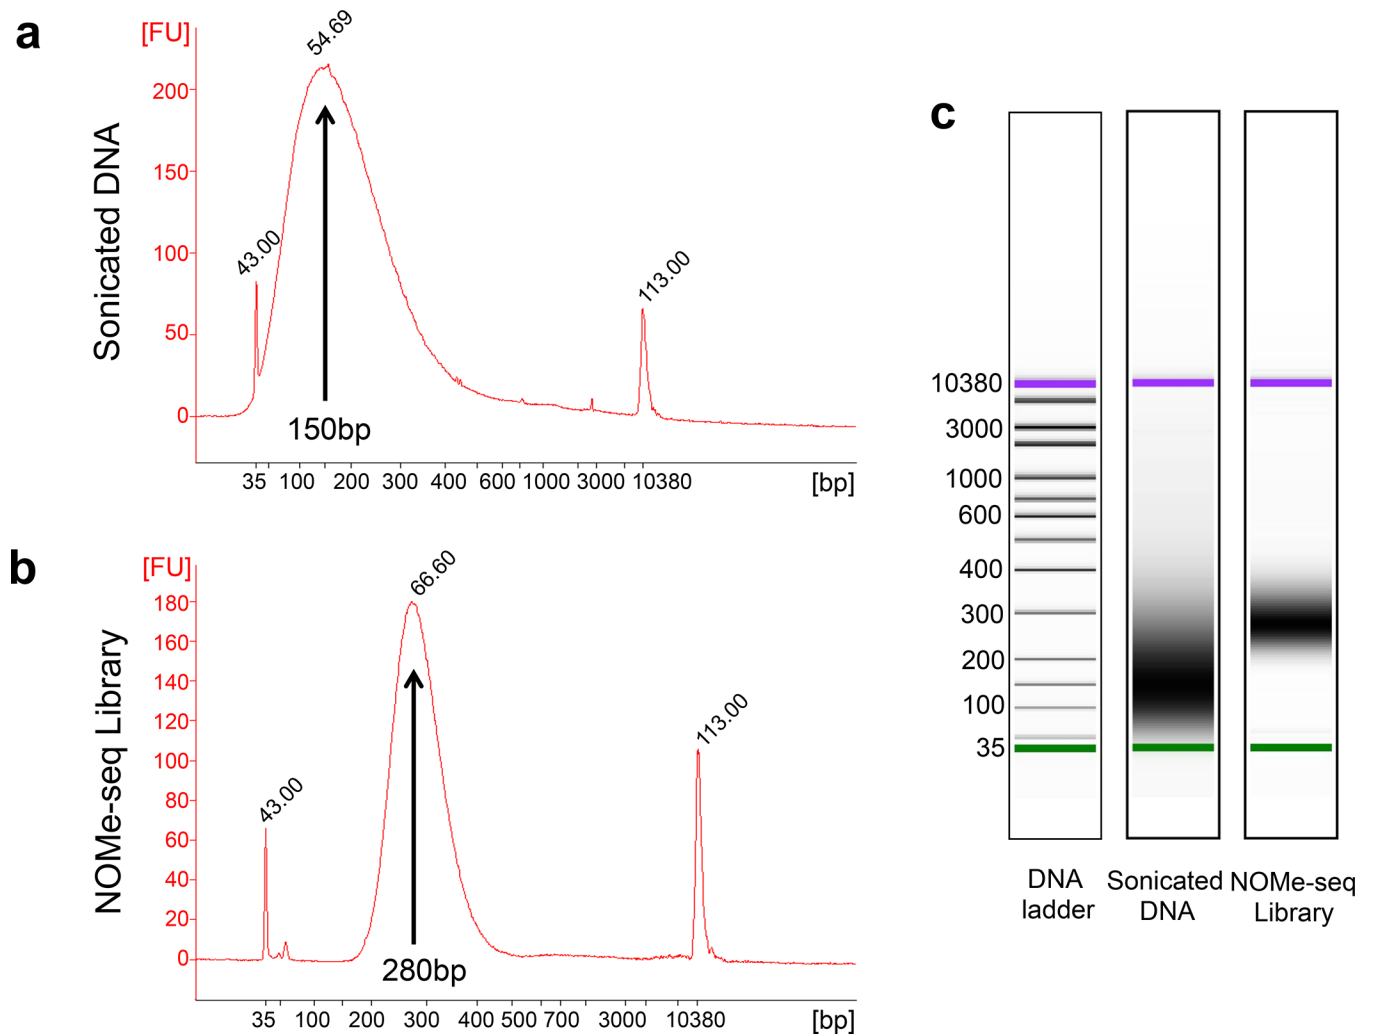 a
Sonicated DNA
[FU]
200
150
100
50
0
43.00
54.69
113.00
150bp
35 100 200 300 400 600 1000 3000 10380 [bp]
b
NOMe-seq Library
[FU]
180
160
140
120
100
80
60
40
20
0
43.00
66.60
113.00
280bp
35 100 200 300 400 500 700 3000 10380 [bp]
c
10380
3000
1000
600
400
300
200
100
35
DNA
ladder
Sonicated
DNA
NOMe-seq
Library